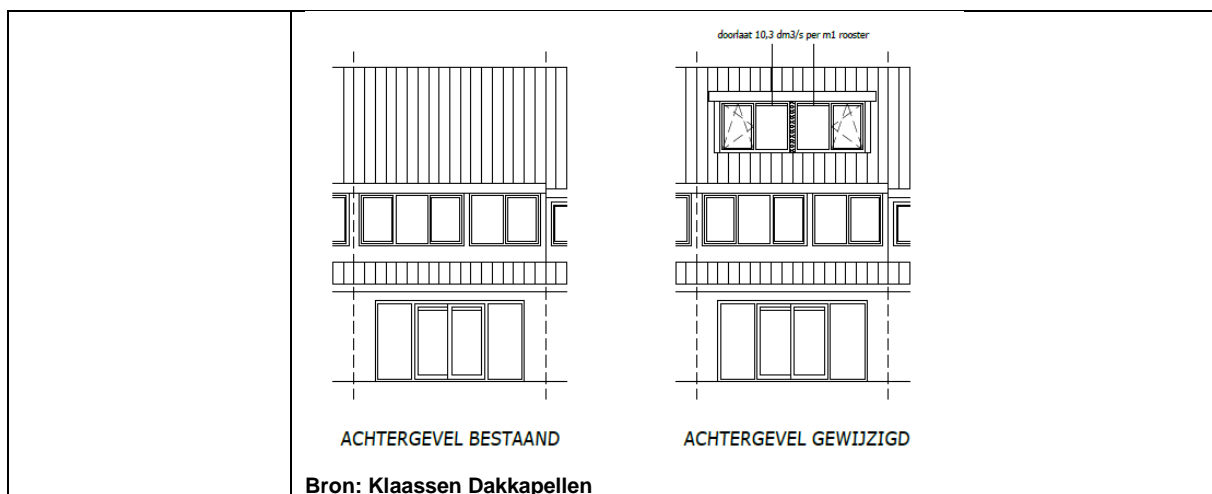 doorlaat 10,3 dm3/s per m1 rooster
ACHTERGEVEL BESTAAND
ACHTERGEVEL GEWIJZIGD
Bron: Klaassen Dakkapellen